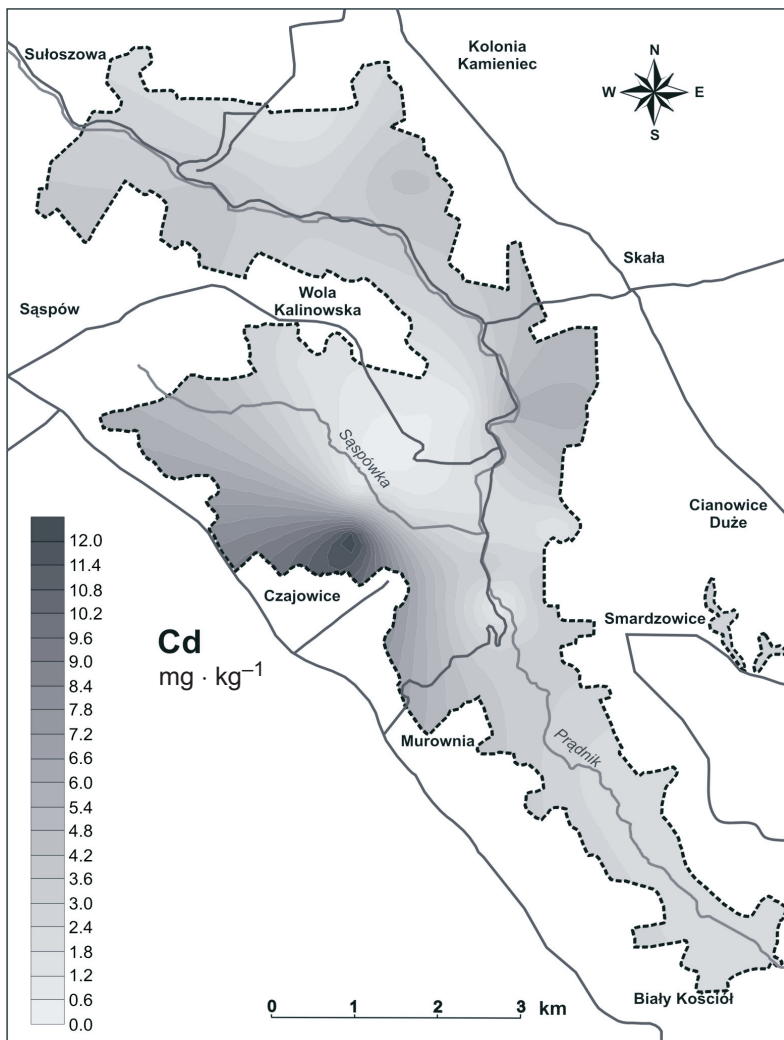 Sułoszowa
Kolonia
Kamieniec
N
W
E
S
Skała
Wola
Kalinowska
Sąspów
Sąspówka
Cianowice
Duże
Czajowice
Smardzowice
Cd
mg · kg–1
Murownia
Prądnik
12.0
11.4
10.8
10.2
9.6
9.0
8.4
7.8
7.2
6.6
6.0
5.4
4.8
4.2
3.6
3.0
2.4
1.8
1.2
0.6
0.0
Biały Kościół
0 1 2 3 km